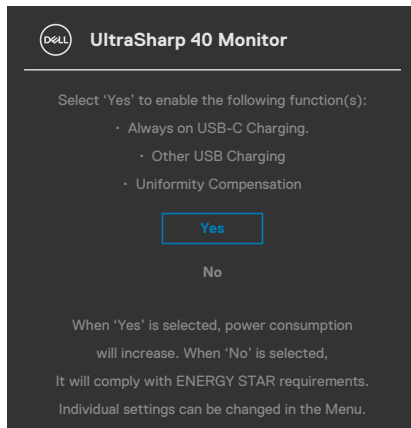 DELL UltraSharp 40 Monitor
Select ‘Yes’ to enable the following function(s):
· Always on USB-C Charging.
· Other USB Charging
· Uniformity Compensation
Yes
No
When ‘Yes’ is selected, power consumption
will increase. When ‘No’ is selected,
It will comply with ENERGY STAR requirements.
Individual settings can be changed in the Menu.